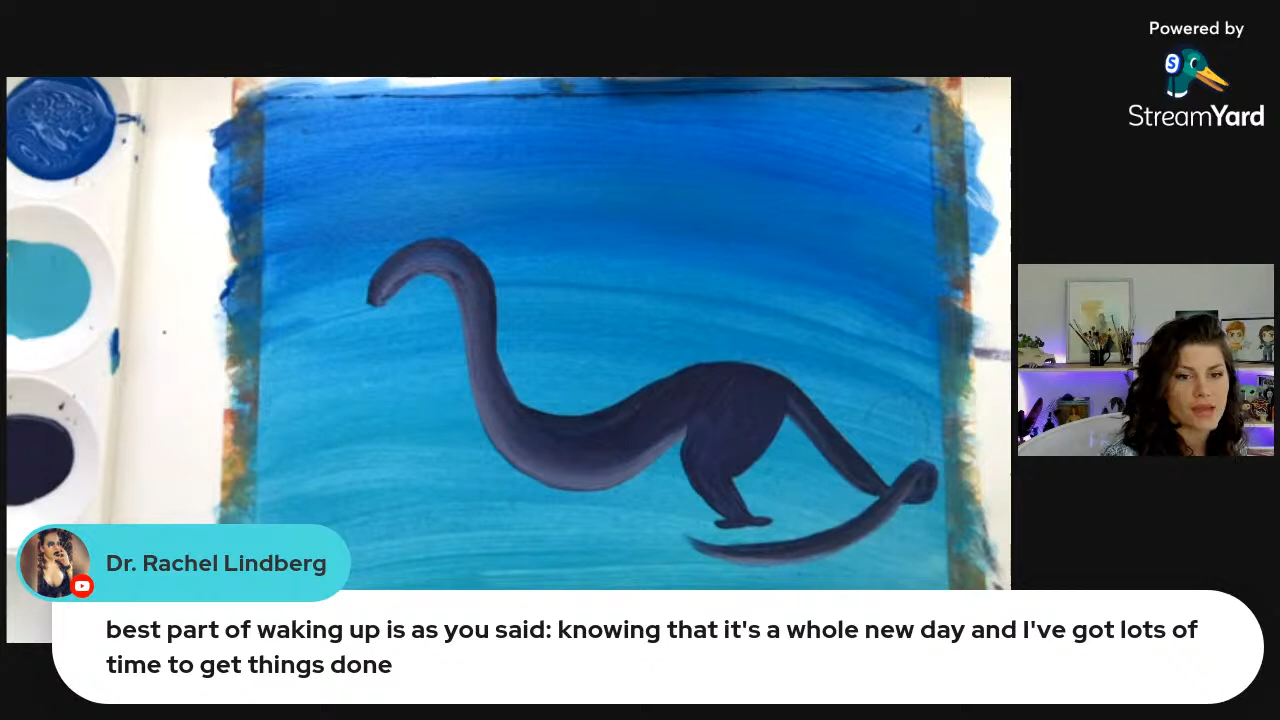 Powered by
StreamYard
Dr. Rachel Lindberg
best part of waking up is as you said: knowing that it's a whole new day and I've got lots of
time to get things done